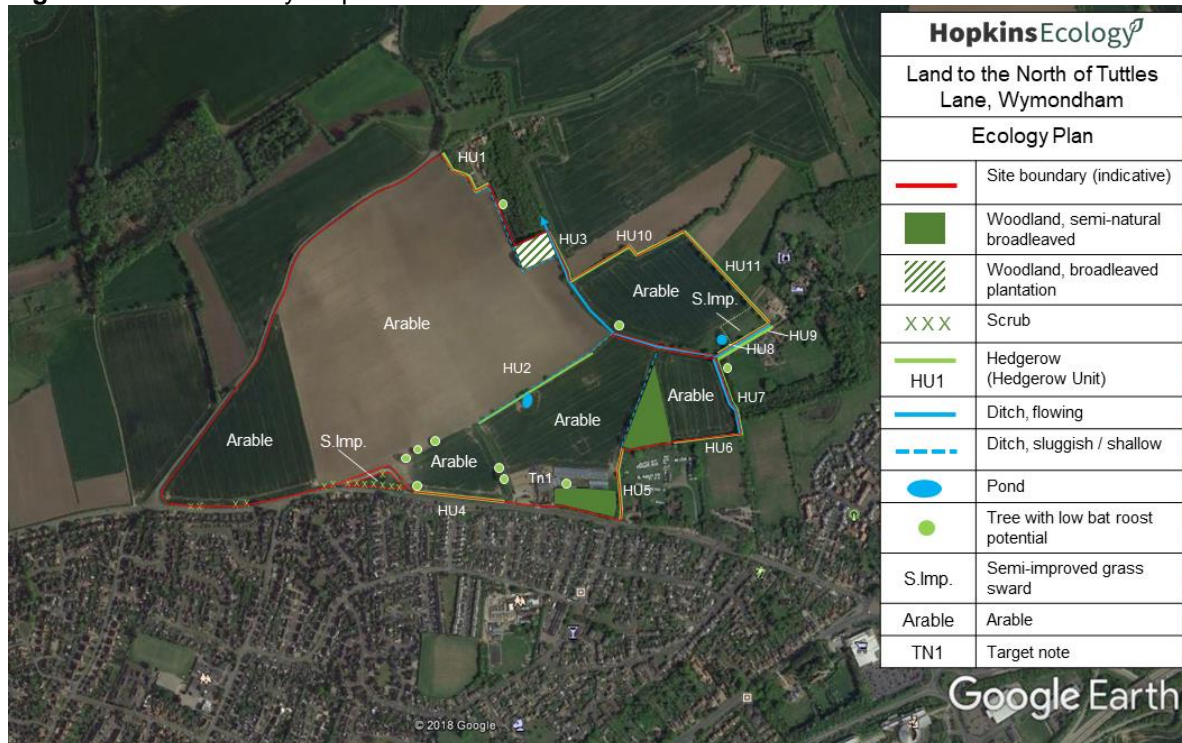 HopkinsEcology
Land to the North of Tuttles
Lane, Wymondham
Ecology Plan
Site boundary (indicative)
Woodland, semi-natural
broadleaved
Woodland, broadleaved
plantation
X X X
Scrub
HU1
Hedgerow
(Hedgerow Unit)
Ditch, flowing
Ditch, sluggish / shallow
Pond
Tree with low bat roost
potential
S.Imp.
Semi-improved grass
sward
Arable
Arable
TN1
Target note
HU1
HU3
HU10
HU11
Arable
S.Imp.
HU9
HU8
Arable
HU2
Arable
Arable
HU7
Arable
S.Imp.
Arable
Tn1
HU6
HU5
HU4
© 2018 Google
Google Earth